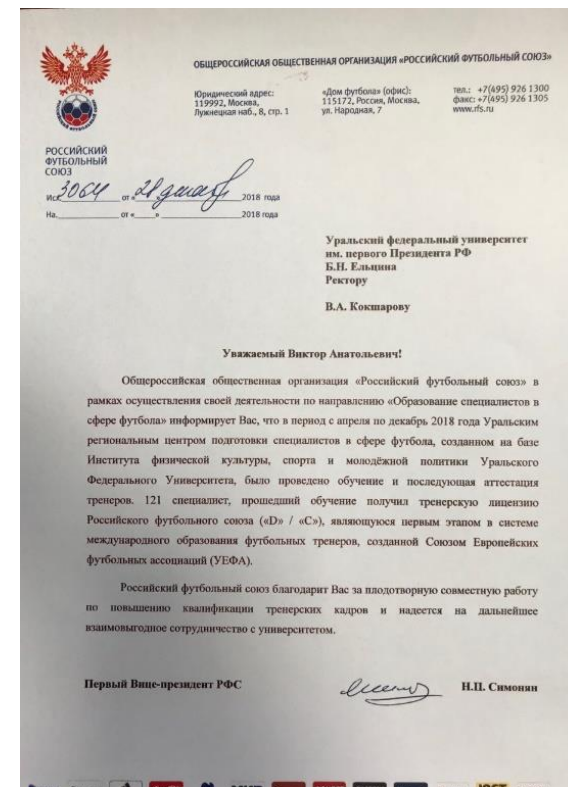 ОБЩЕРОССИЙСКАЯ ОБЩЕСТВЕННАЯ ОРГАНИЗАЦИЯ «РОССИЙСКИЙ ФУТБОЛЬНЫЙ СОЮЗ»
Юридический адрес:
119992, Москва,
Лужнецкая наб., 8, стр. 1
«Дом футбола» (офис):
115172, Россия, Москва,
ул. Народная, 7
тел.: +7(495) 926 1300
факс: +7(495) 926 1305
www.rfs.ru
РОССИЙСКИЙ
ФУТБОЛЬНЫЙ
СОЮЗ
Исх. 3064 от «28 декабря 2018 года
На. от « » 2018 года
Уральский федеральный университет
им. первого Президента РФ
Б.Н. Ельцина
Ректору
В.А. Кокшарову
Уважаемый Виктор Анатольевич!
Общероссийская общественная организация «Российский футбольный союз» в
рамках осуществления своей деятельности по направлению «Образование специалистов в
сфере футбола» информирует Вас, что в период с апреля по декабрь 2018 года Уральским
региональным центром подготовки специалистов в сфере футбола, созданном на базе
Института физической культуры, спорта и молодёжной политики Уральского
Федерального Университета, было проведено обучение и последующая аттестация
тренеров. 121 специалист, прошедший обучение получил тренерскую лицензию
Российского футбольного союза («D» / «C»), являющуюся первым этапом в системе
международного образования футбольных тренеров, созданной Союзом Европейских
футбольных ассоциаций (УЕФА).
Российский футбольный союз благодарит Вас за плодотворную совместную работу
по повышению квалификации тренерских кадров и надеется на дальнейшее
взаимовыгодное сотрудничество с университетом.
Первый Вице-президент РФС
Н.П. Симонян